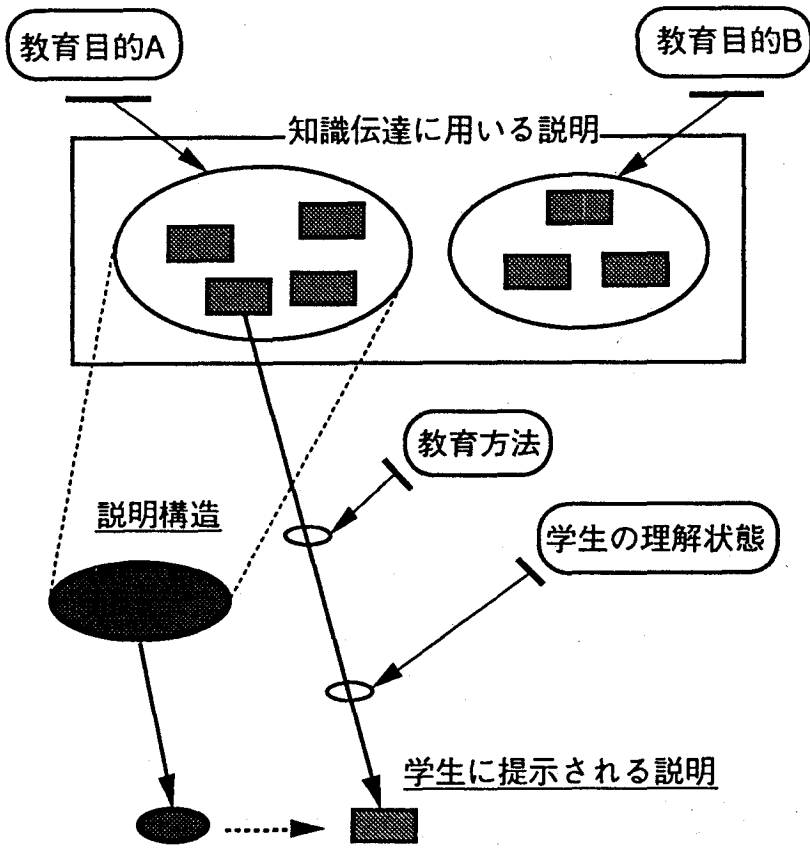 教育目的A
教育目的B
知識伝達に用いる説明
教育方法
説明構造
学生の理解状態
学生に提示される説明